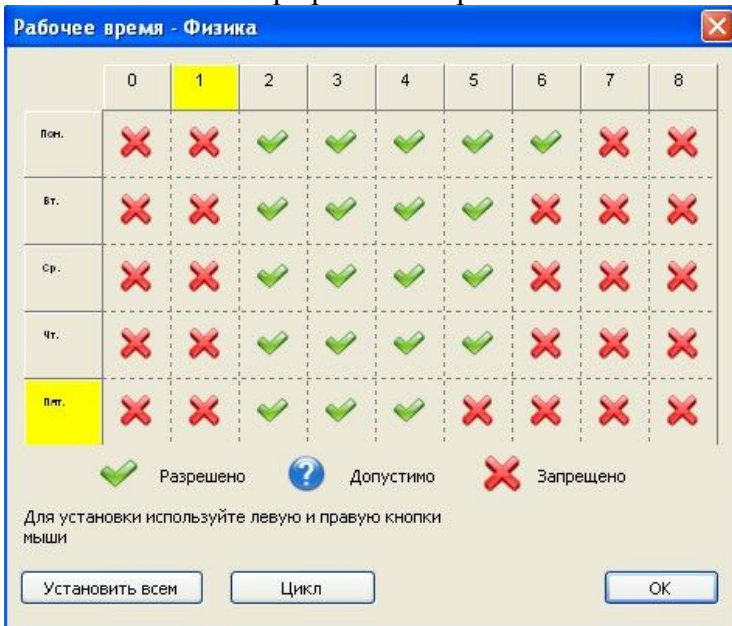 Рабочее время - Физика
0 1 2 3 4 5 6 7 8
Пон.
Вт.
Ср.
Чт.
Пят.
Разрешено Допустимо Запрещено
Для установки используйте левую и правую кнопки
мыши
Установить всем Цикл OK